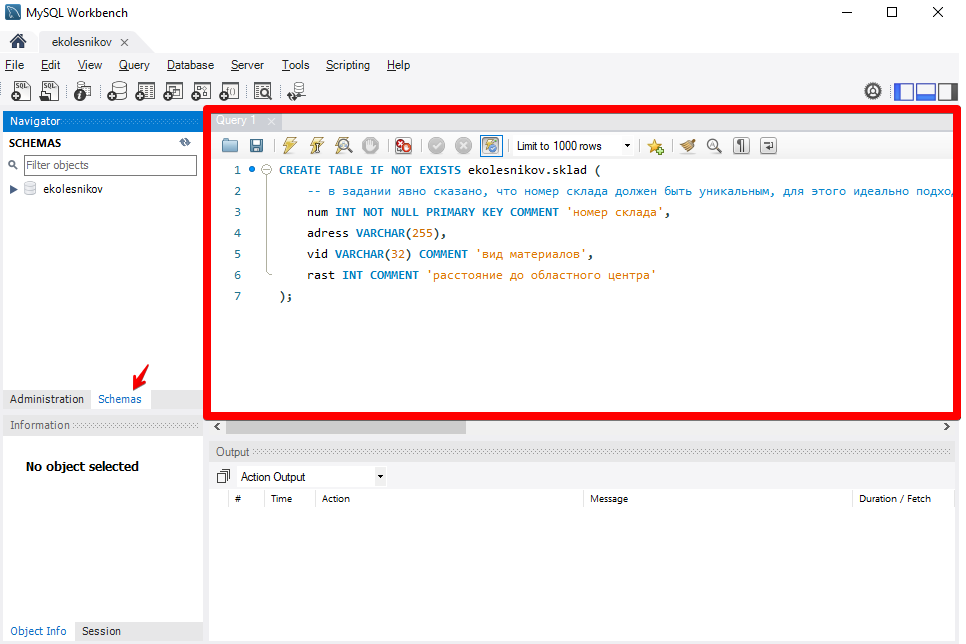 MySQL Workbench
ekolesnikov
File Edit View Query Database Server Tools Scripting Help
Navigator
SCHEMAS
Filter objects
ekolesnikov
Administration Schemas
Information
No object selected
Object Info Session
Query 1
Limit to 1000 rows
1 CREATE TABLE IF NOT EXISTS ekolesnikov.sklad (
2 -- в задании явно сказано, что номер склада должен быть уникальным, для этого идеально подхо
3 num INT NOT NULL PRIMARY KEY COMMENT 'номер склада',
4 adress VARCHAR(255),
5 vid VARCHAR(32) COMMENT 'вид материалов',
6 rast INT COMMENT 'расстояние до областного центра'
7 );
Output
Action Output
# Time Action Message Duration / Fetch